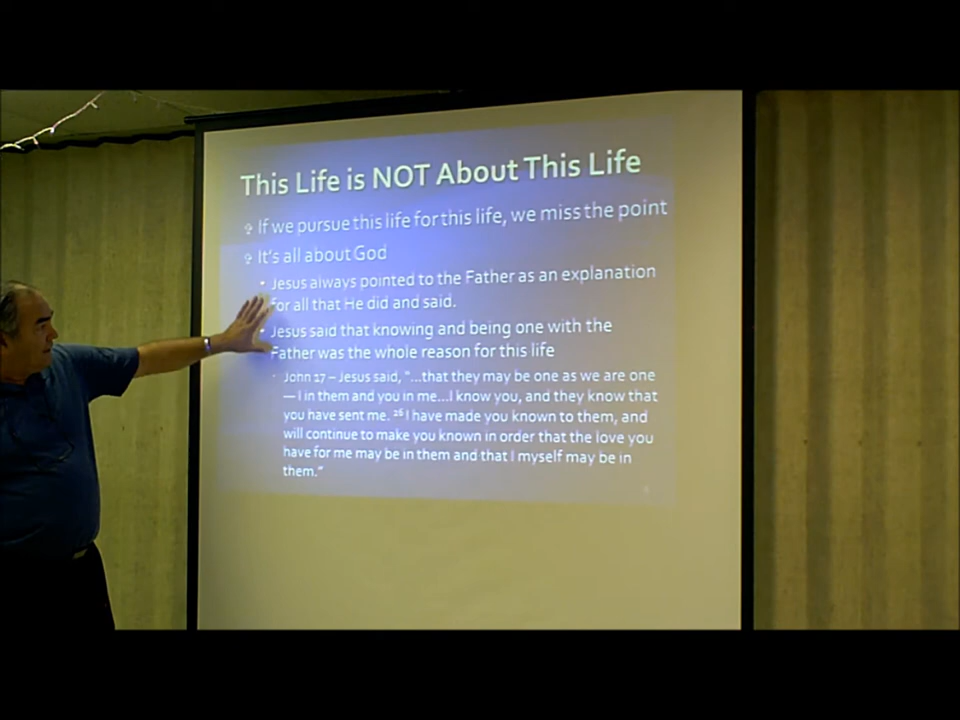 This Life is NOT About This Life
If we pursue this life for this life, we miss the point
It's all about God
Jesus always pointed to the Father as an explanation
for all that He did and said.
Jesus said that knowing and being one with the
Father was the whole reason for this life
John 17 – Jesus said, "...that they may be one as we are one
—I in them and you in me...I know you, and they know that
you have sent me. 26 I have made you known to them, and
will continue to make you known in order that the love you
have for me may be in them and that I myself may be in
them."